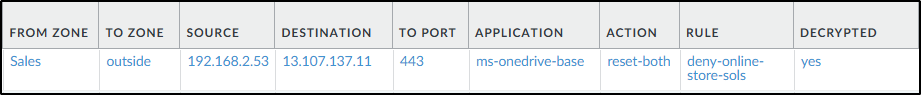 FROM ZONE TO ZONE SOURCE DESTINATION TO PORT APPLICATION ACTION RULE DECRYPTED
Sales outside 192.168.2.53 13.107.137.11 443 ms-onedrive-base reset-both deny-online- yes
store-sols